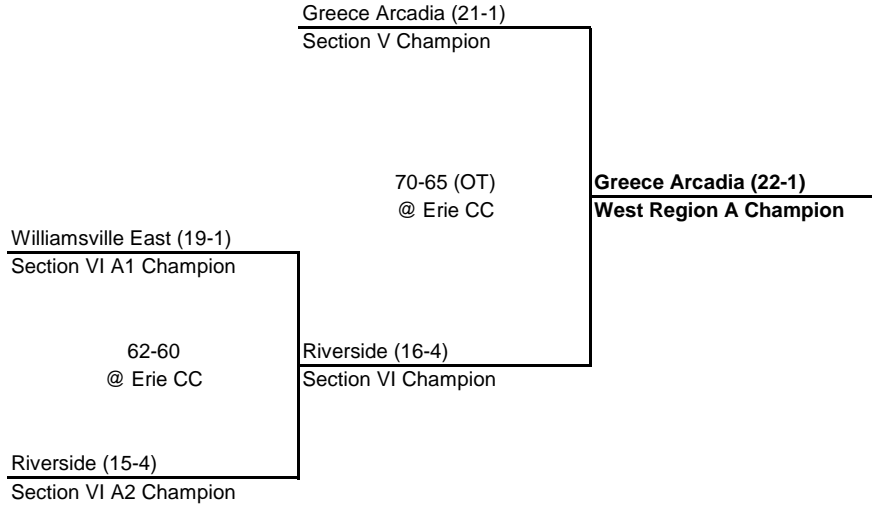 Greece Arcadia (21-1)
Section V Champion
70-65 (OT)
@ Erie CC
Greece Arcadia (22-1)
West Region A Champion
Williamsville East (19-1)
Section VI A1 Champion
62-60
@ Erie CC
Riverside (16-4)
Section VI Champion
Riverside (15-4)
Section VI A2 Champion